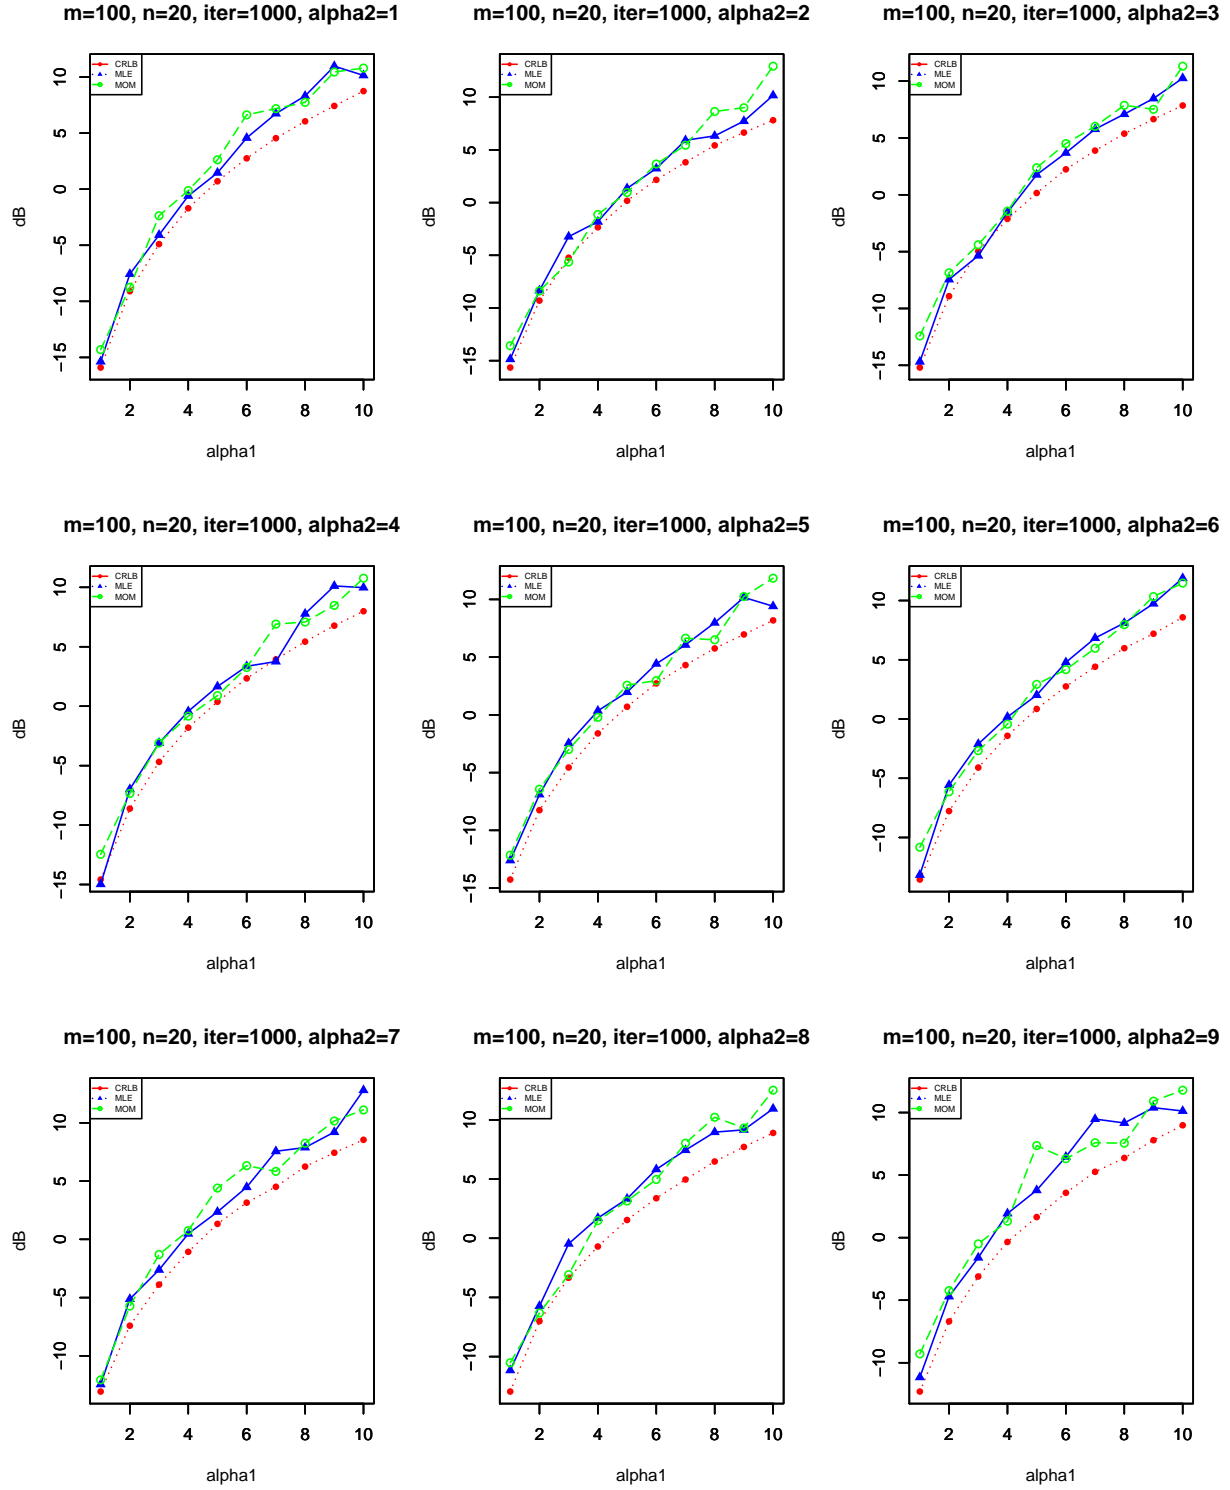 m=100, n=20, iter=1000, alpha2=1
CRLB
MLE
MOM
10
5
0
−5
−10
−15
dB
2 4 6 8 10
alpha1
m=100, n=20, iter=1000, alpha2=2
CRLB
MLE
MOM
10
5
0
−5
−10
−15
dB
2 4 6 8 10
alpha1
m=100, n=20, iter=1000, alpha2=3
CRLB
MLE
MOM
10
5
0
−5
−10
−15
dB
2 4 6 8 10
alpha1
m=100, n=20, iter=1000, alpha2=4
CRLB
MLE
MOM
10
5
0
−5
−10
−15
dB
2 4 6 8 10
alpha1
m=100, n=20, iter=1000, alpha2=5
CRLB
MLE
MOM
10
5
0
−5
−10
−15
dB
2 4 6 8 10
alpha1
m=100, n=20, iter=1000, alpha2=6
CRLB
MLE
MOM
10
5
0
−5
−10
dB
2 4 6 8 10
alpha1
m=100, n=20, iter=1000, alpha2=7
CRLB
MLE
MOM
10
5
0
−5
−10
dB
2 4 6 8 10
alpha1
m=100, n=20, iter=1000, alpha2=8
CRLB
MLE
MOM
10
5
0
−5
−10
dB
2 4 6 8 10
alpha1
m=100, n=20, iter=1000, alpha2=9
CRLB
MLE
MOM
10
5
0
−5
−10
dB
2 4 6 8 10
alpha1